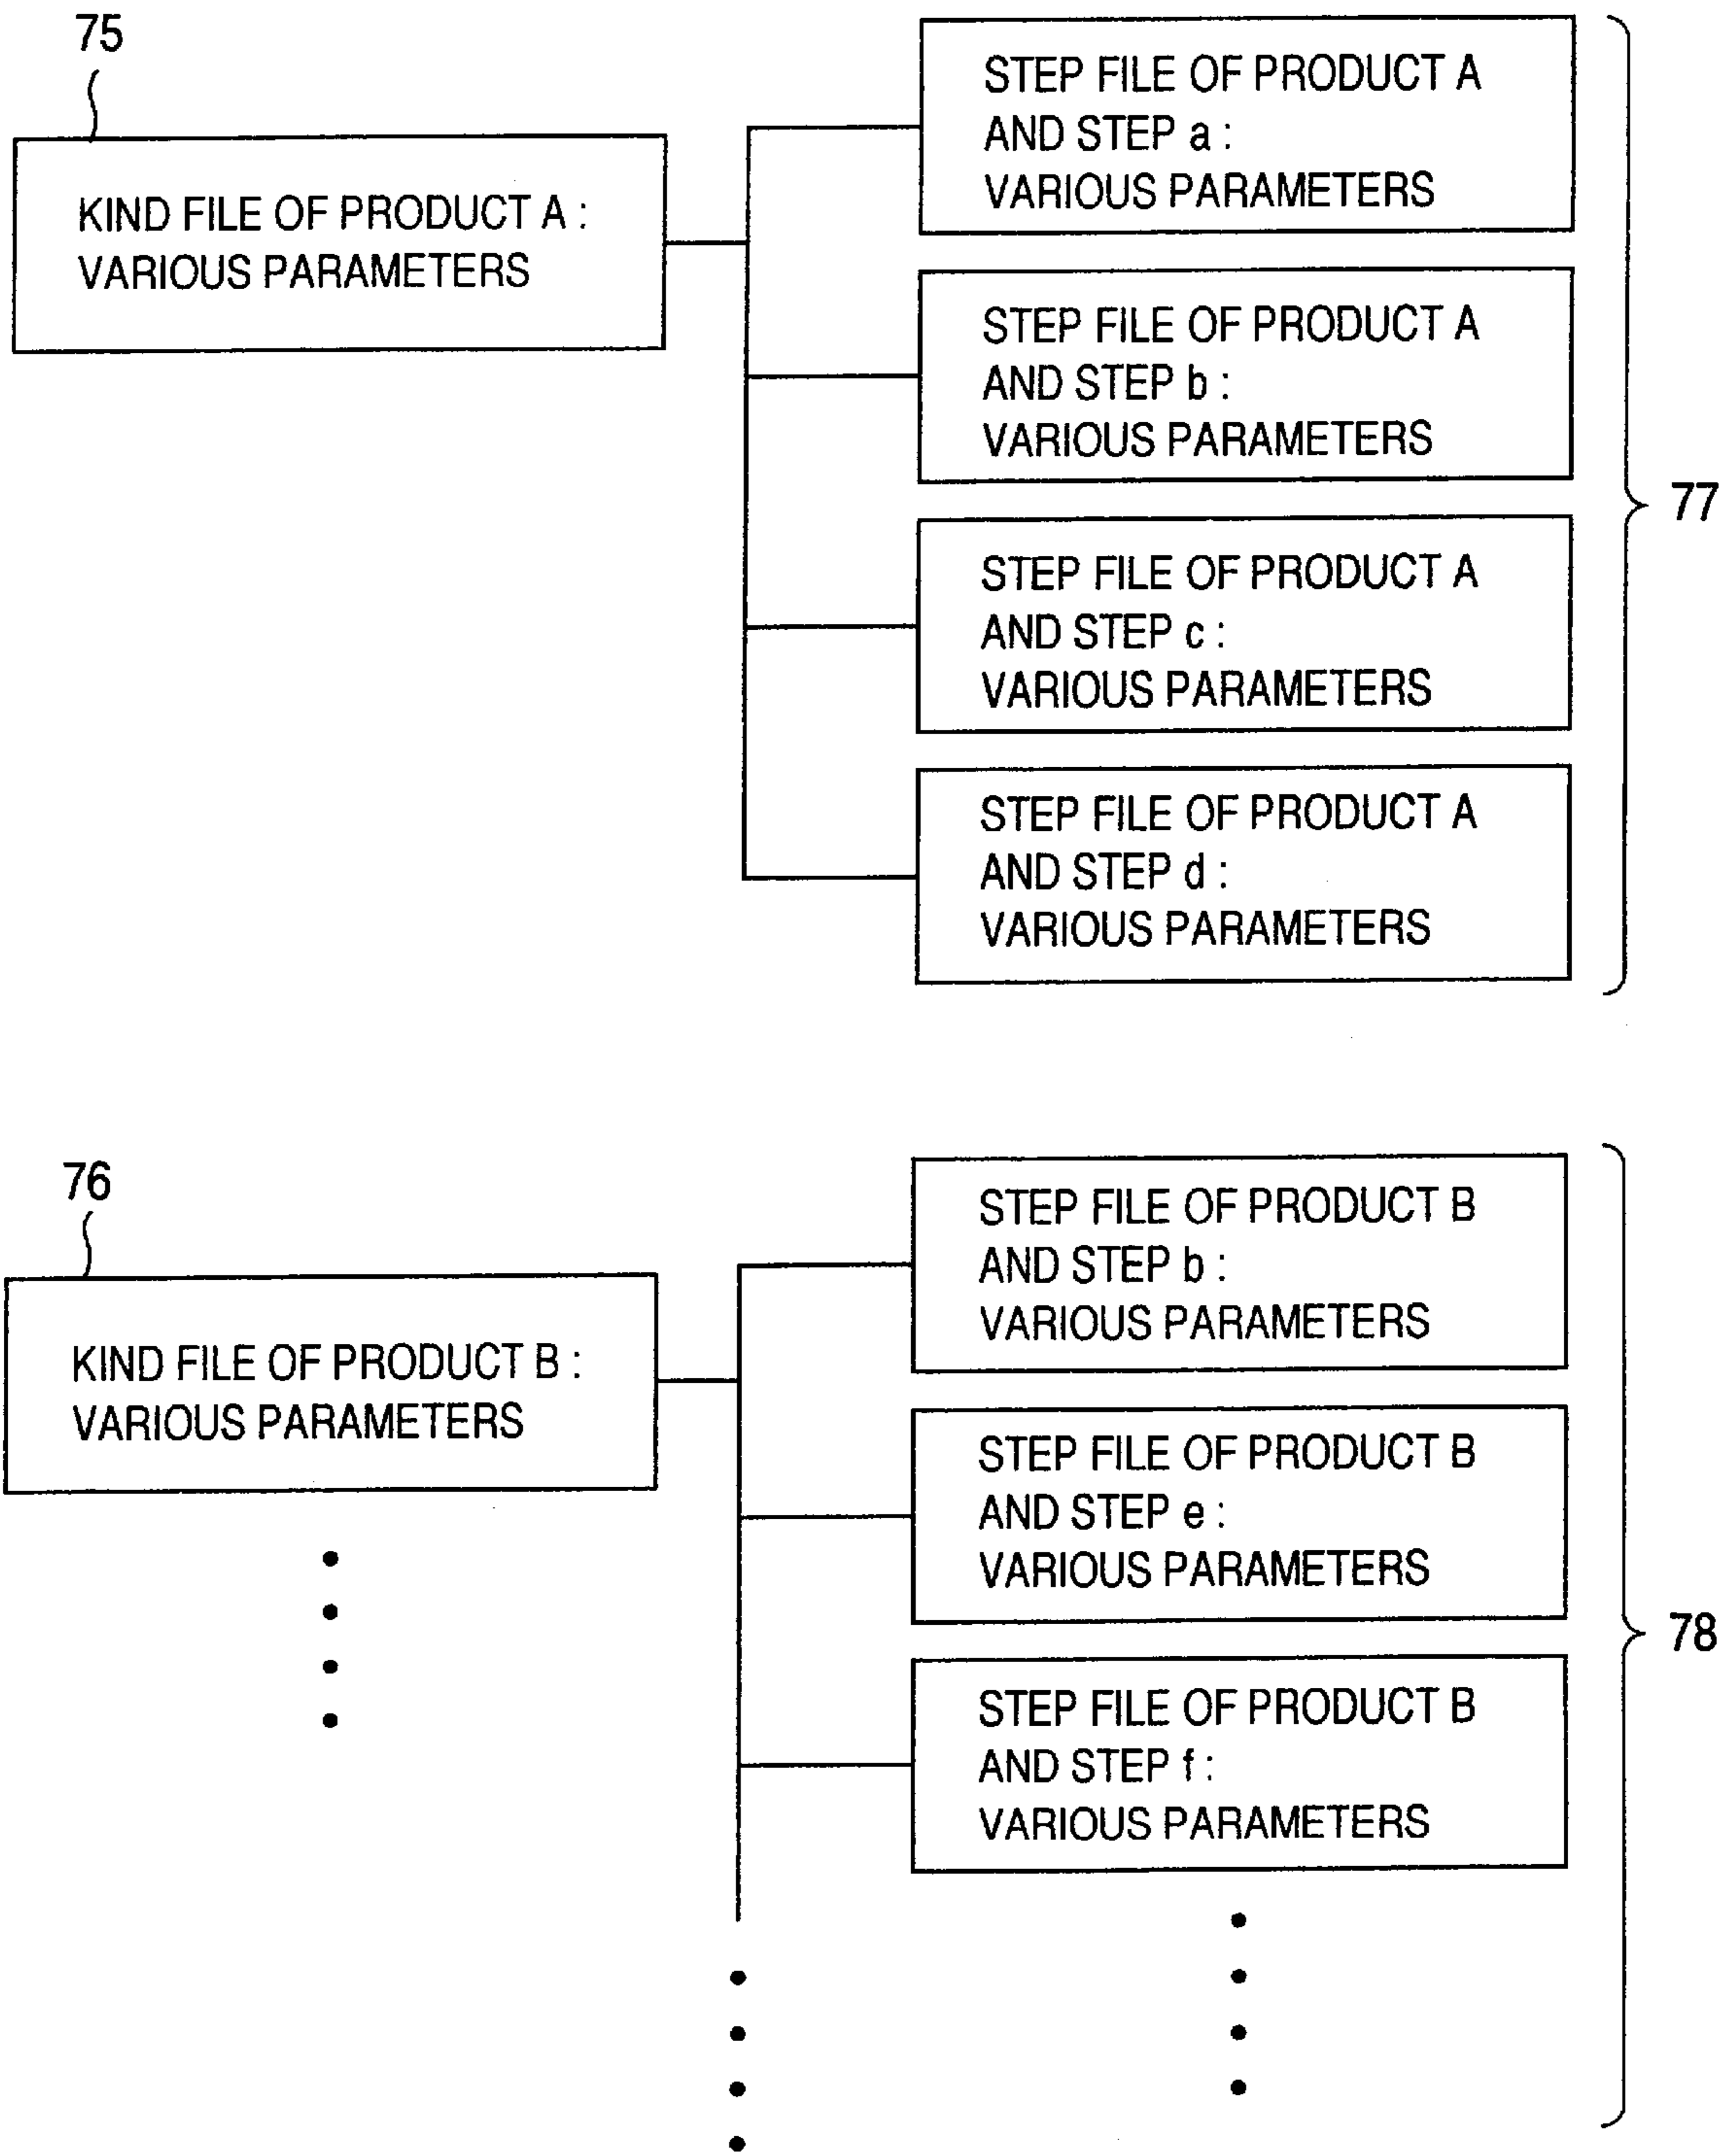 75
KIND FILE OF PRODUCT A :
VARIOUS PARAMETERS
STEP FILE OF PRODUCT A
AND STEP a :
VARIOUS PARAMETERS
STEP FILE OF PRODUCT A
AND STEP b :
VARIOUS PARAMETERS
STEP FILE OF PRODUCT A
AND STEP c :
VARIOUS PARAMETERS
STEP FILE OF PRODUCT A
AND STEP d :
VARIOUS PARAMETERS
77
76
KIND FILE OF PRODUCT B :
VARIOUS PARAMETERS
STEP FILE OF PRODUCT B
AND STEP b :
VARIOUS PARAMETERS
STEP FILE OF PRODUCT B
AND STEP e :
VARIOUS PARAMETERS
STEP FILE OF PRODUCT B
AND STEP f :
VARIOUS PARAMETERS
78